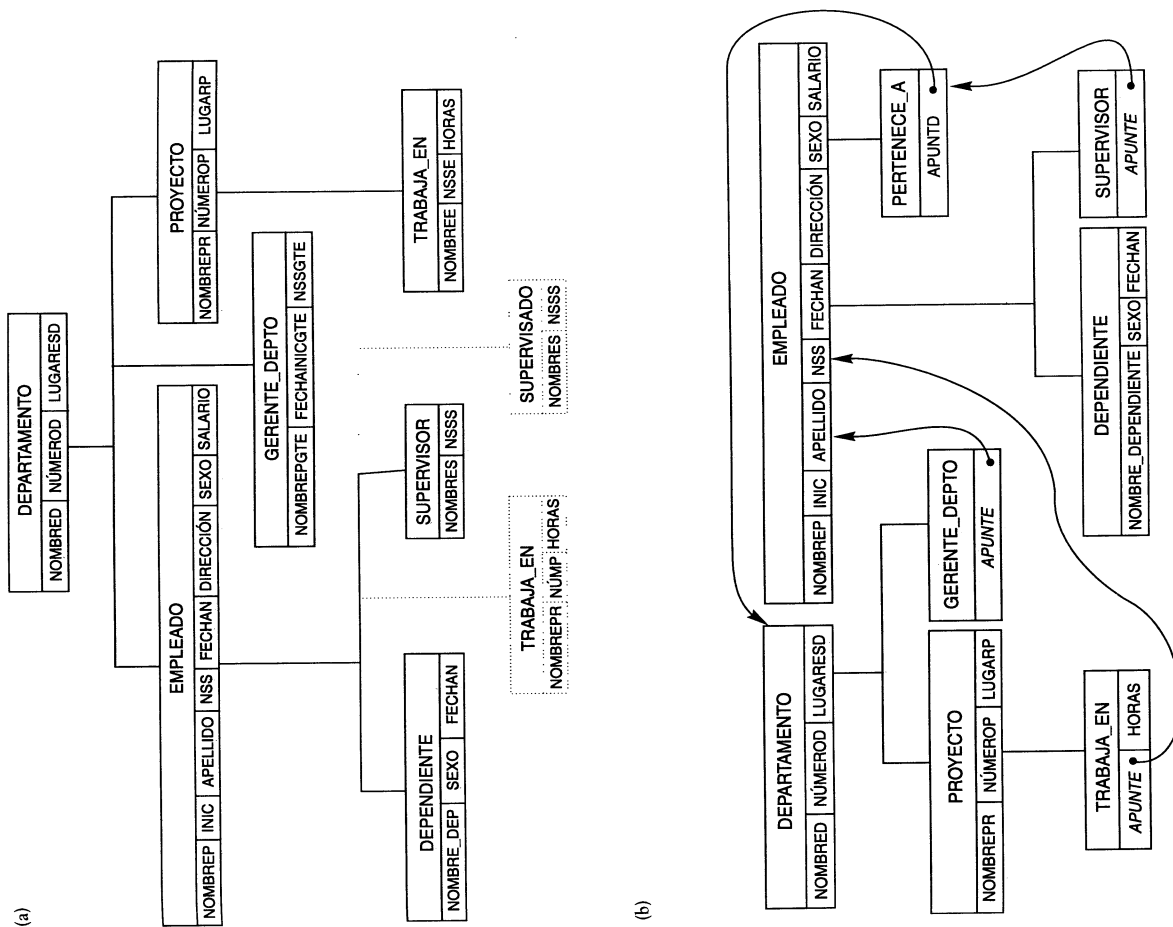 (a)
DEPARTAMENTO
NOMBRED NÚMEROD LUGARESD
EMPLEADO
NOMBREP INIC APELLIDO NSS FECHAN DIRECCIÓN SEXO SALARIO
PROYECTO
NOMBREPR NÚMEROP LUGARP
GERENTE_DEPTO
NOMBREPGTE FECHAINICGTE NSSGTE
DEPENDIENTE
NOMBRE_DEP SEXO FECHAN
SUPERVISOR
NOMBRES NSSS
TRABAJA_EN
NOMBREE NSSE HORAS
TRABAJA_EN
NOMBREPR NÚMP HORAS
SUPERVISADO
NOMBRES NSSS
(b)
DEPARTAMENTO
NOMBRED NÚMEROD LUGARESD
EMPLEADO
NOMBREP INIC APELLIDO NSS FECHAN DIRECCIÓN SEXO SALARIO
PROYECTO
NOMBREPR NÚMEROP LUGARP
GERENTE_DEPTO
APUNTE
PERTENECE_A
APUNTD
TRABAJA_EN
APUNTE HORAS
DEPENDIENTE
NOMBRE_DEPENDIENTE SEXO FECHAN
SUPERVISOR
APUNTE